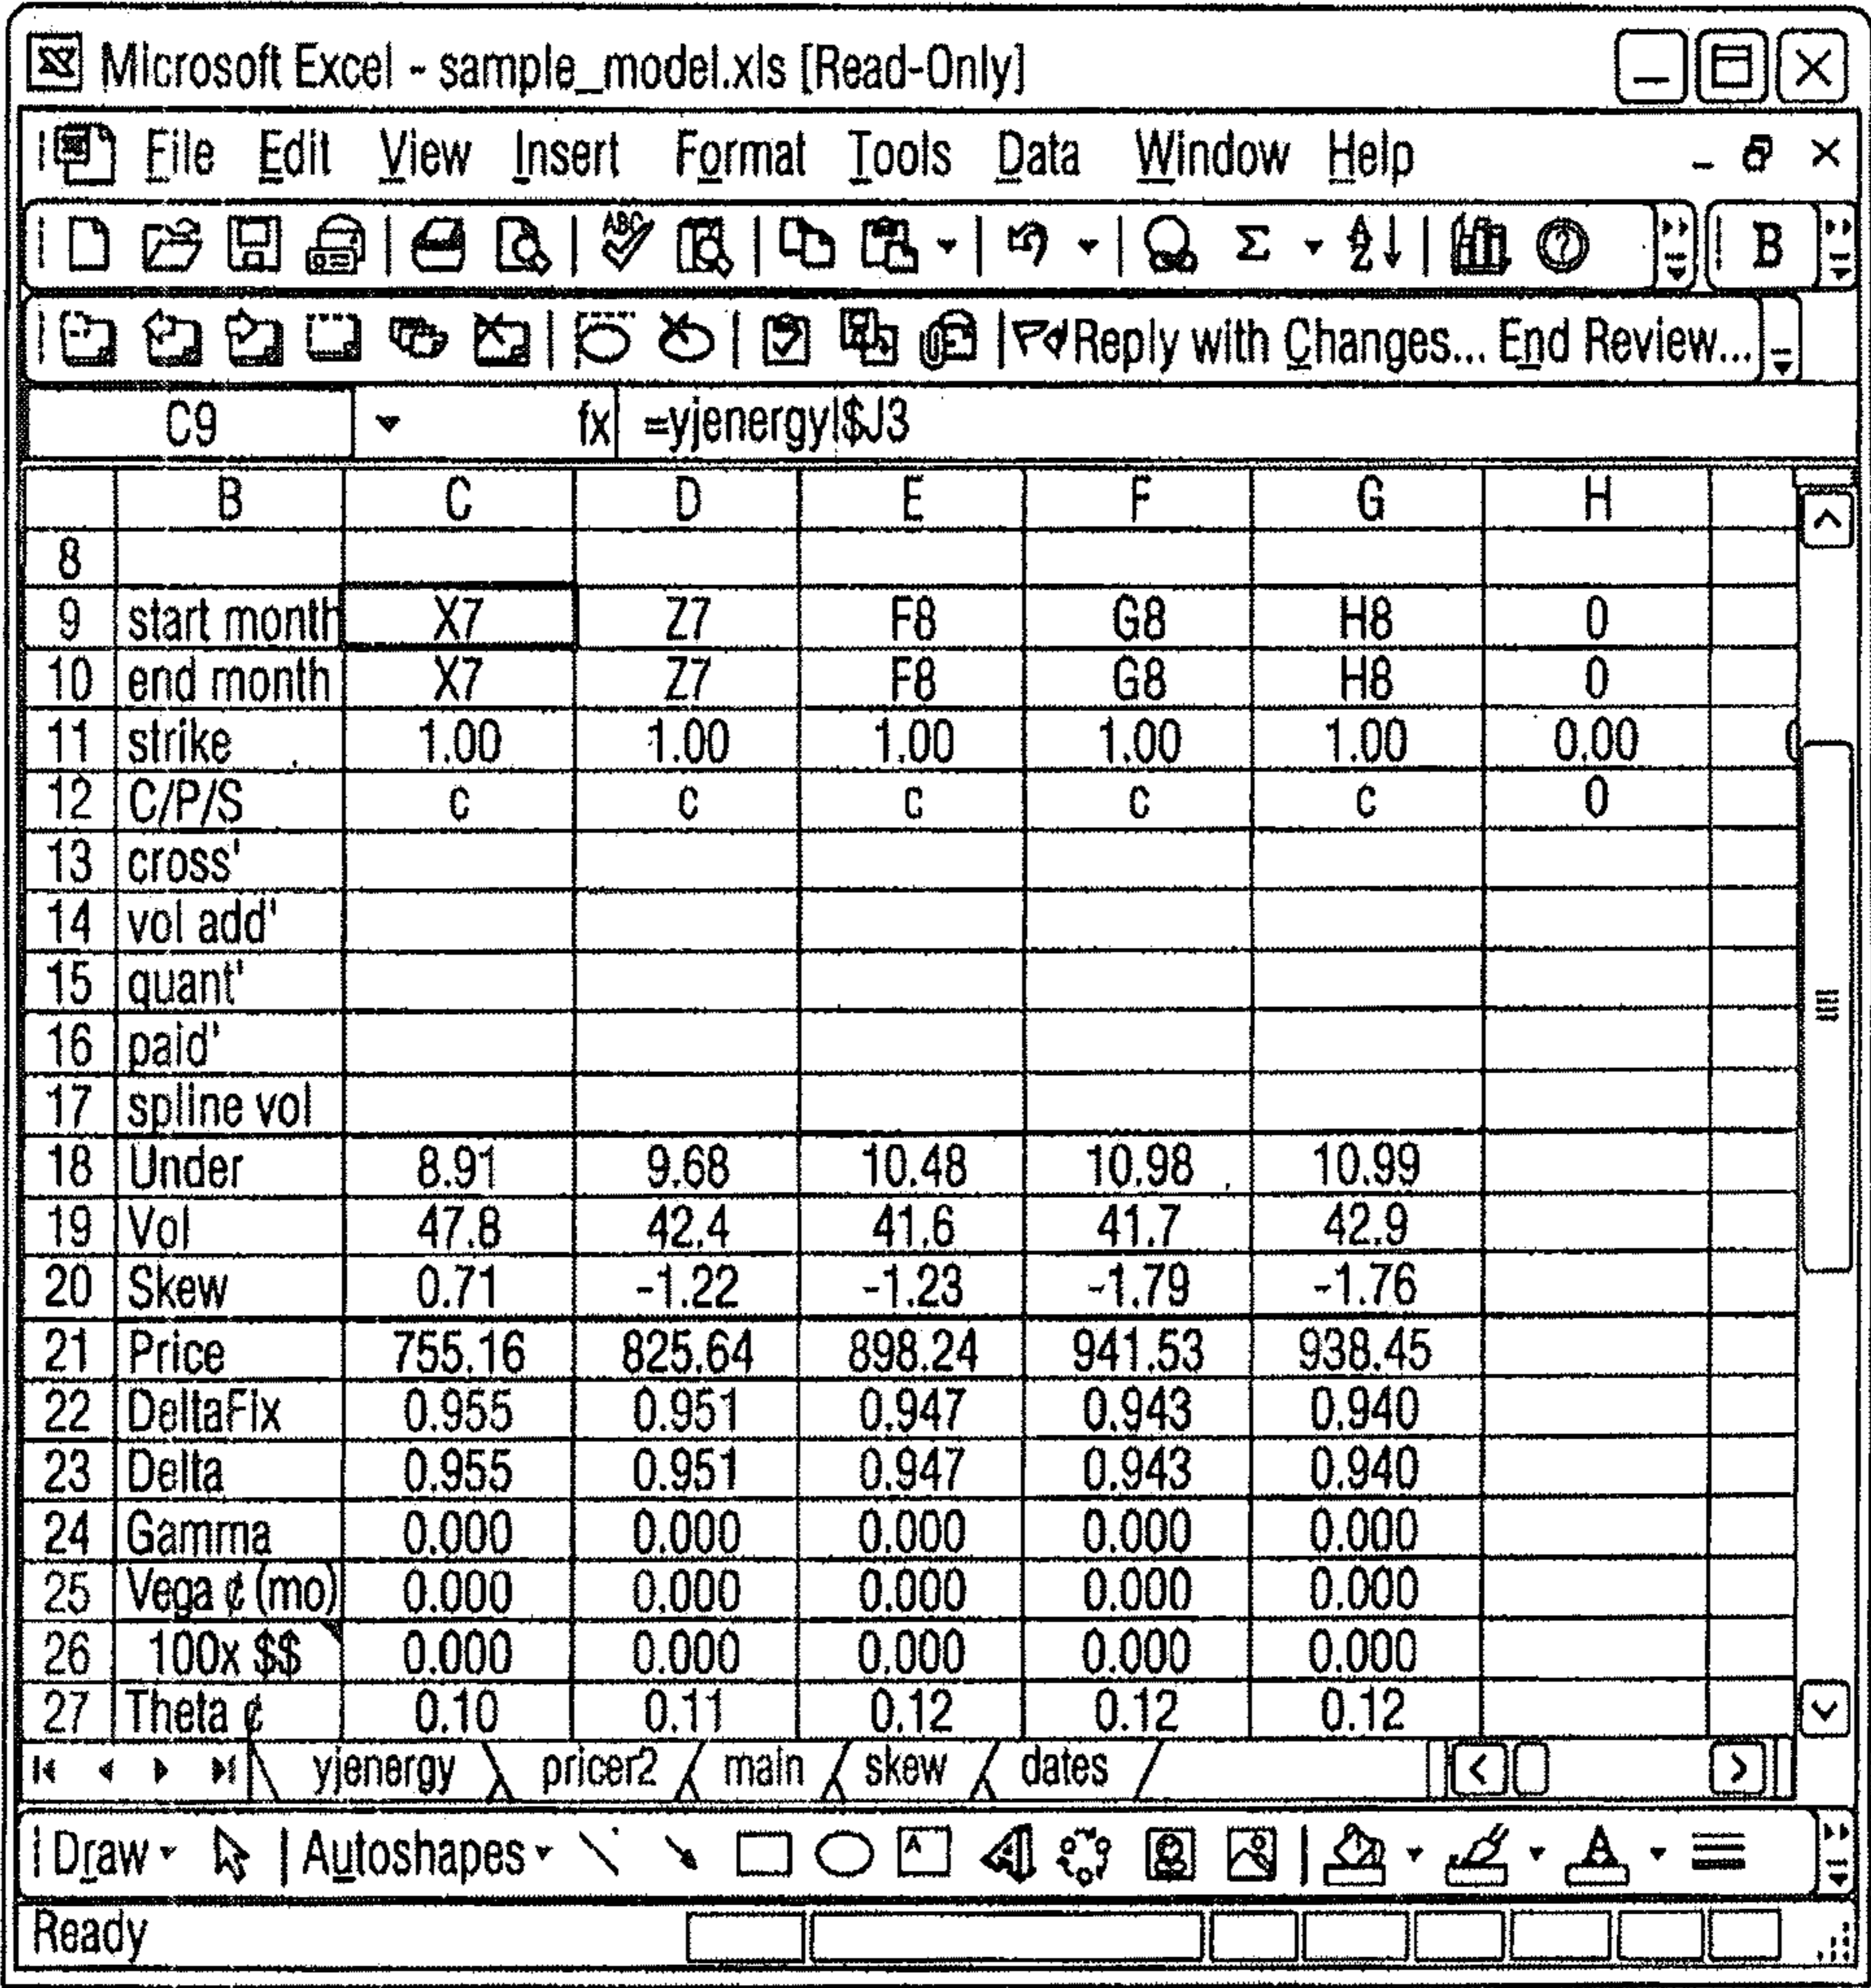 Microsoft Excel - sample_model.xls [Read-Only]
File Edit View Insert Format Tools Data Window Help
ABC Σ A Z B
Reply with Changes... End Review...
C9 fx =yjenergy!$J3
B C D E F G H
8
9 start month X7 Z7 F8 G8 H8 0
10 end month X7 Z7 F8 G8 H8 0
11 strike 1.00 1.00 1.00 1.00 1.00 0.00
12 C/P/S c c c c c 0
13 cross'
14 vol add'
15 quant'
16 paid'
17 spline vol
18 Under 8.91 9.68 10.48 10.98 10.99
19 Vol 47.8 42.4 41.6 41.7 42.9
20 Skew 0.71 -1.22 -1.23 -1.79 -1.76
21 Price 755.16 825.64 898.24 941.53 938.45
22 DeltaFix 0.955 0.951 0.947 0.943 0.940
23 Delta 0.955 0.951 0.947 0.943 0.940
24 Gamma 0.000 0.000 0.000 0.000 0.000
25 Vega ¢ (mo) 0.000 0.000 0.000 0.000 0.000
26 100x $$ 0.000 0.000 0.000 0.000 0.000
27 Theta ¢ 0.10 0.11 0.12 0.12 0.12
yjenergy pricer2 main skew dates
Draw Autoshapes A A
Ready